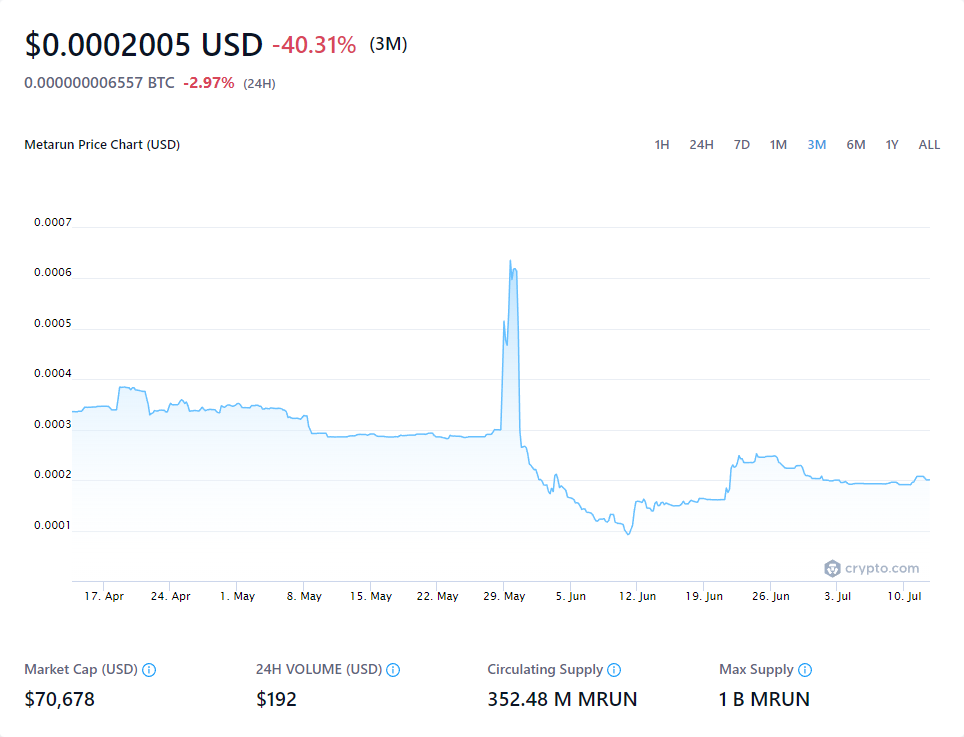 $0.0002005 USD -40.31% (3M)
0.000000006557 BTC -2.97% (24H)
Metarun Price Chart (USD) 1H 24H 7D 1M 3M 6M 1Y ALL
0.0007
0.0006
0.0005
0.0004
0.0003
0.0002
0.0001
crypto.com
17. Apr 24. Apr 1. May 8. May 15. May 22. May 29. May 5. Jun 12. Jun 19. Jun 26. Jun 3. Jul 10. Jul
Market Cap (USD) 24H VOLUME (USD) Circulating Supply Max Supply
$70,678 $192 352.48 M MRUN 1 B MRUN